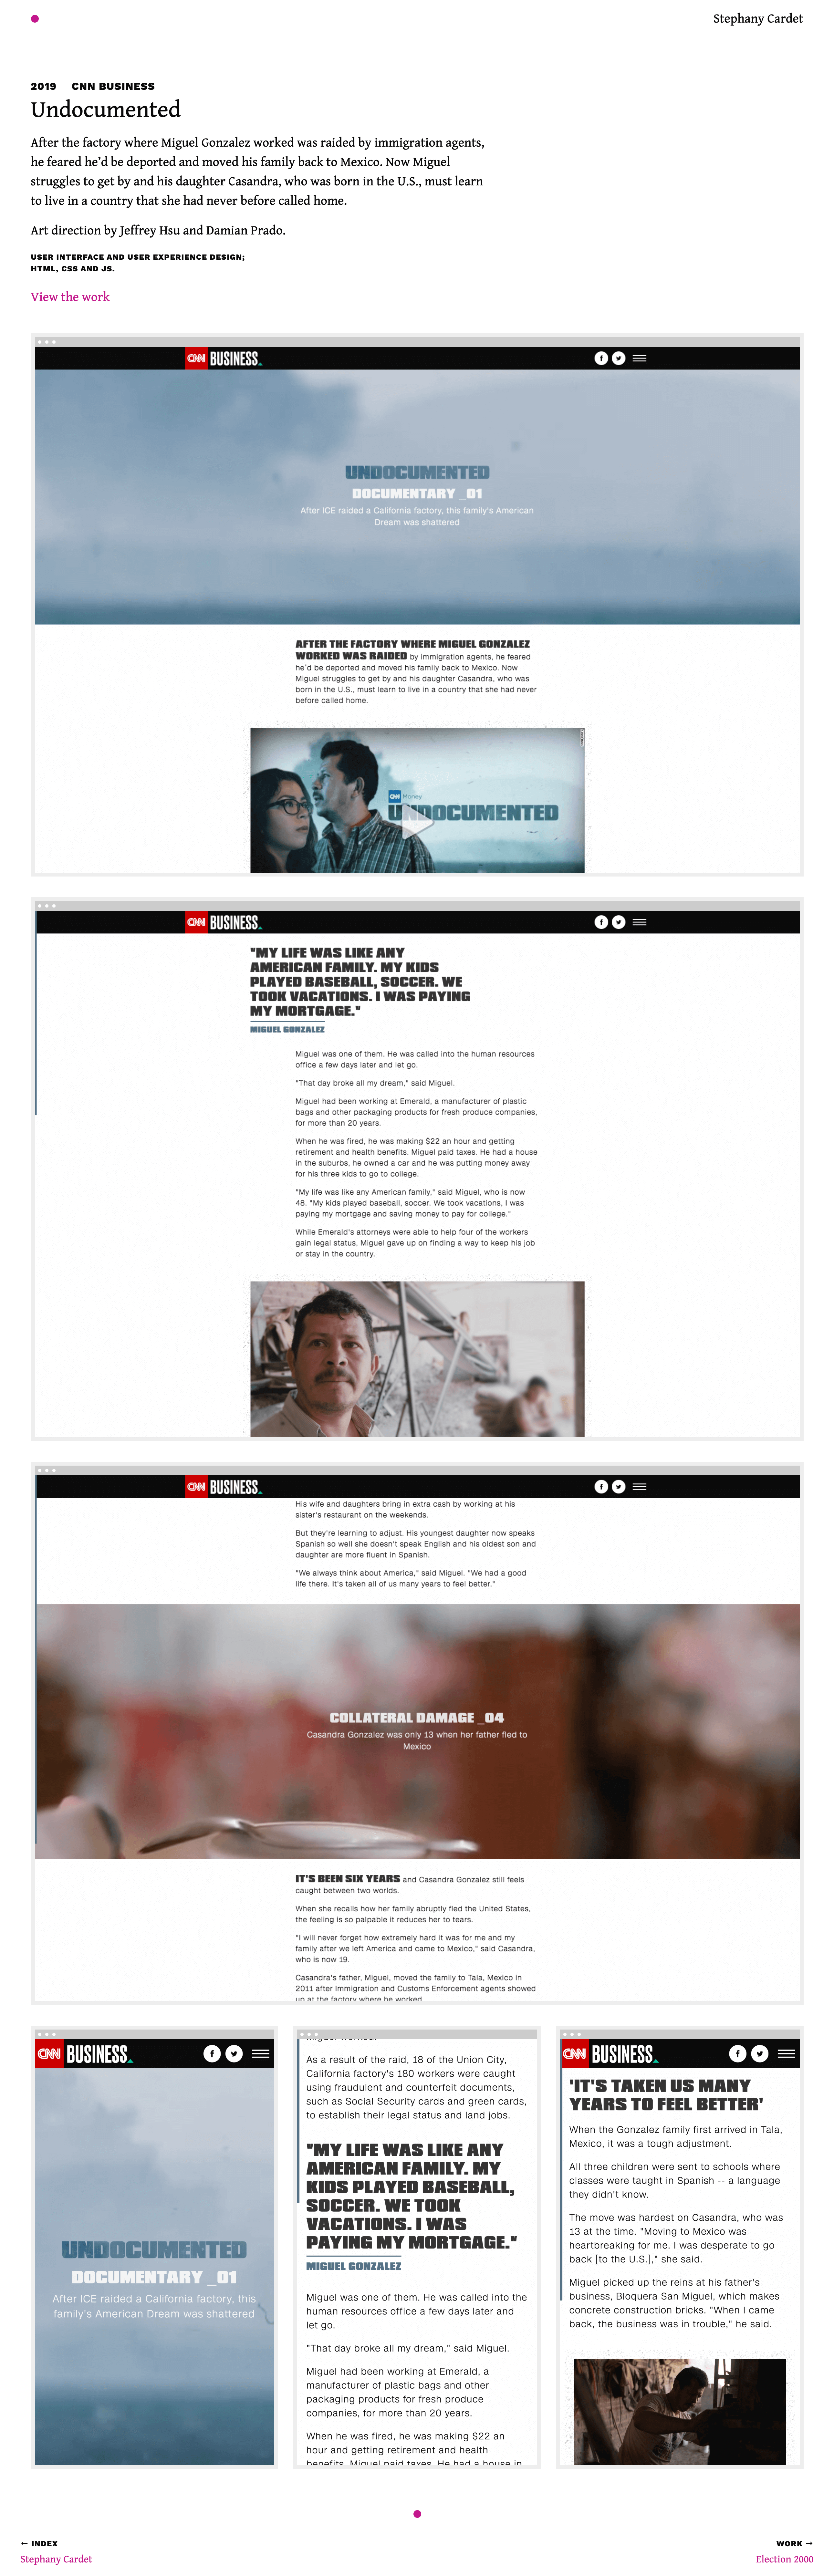 Stephany Cardet
2019 CNN BUSINESS
Undocumented
After the factory where Miguel Gonzalez worked was raided by immigration agents,
he feared he'd be deported and moved his family back to Mexico. Now Miguel
struggles to get by and his daughter Casandra, who was born in the U.S., must learn
to live in a country that she had never before called home.
Art direction by Jeffrey Hsu and Damian Prado.
USER INTERFACE AND USER EXPERIENCE DESIGN;
HTML, CSS AND JS.
View the work
CNN BUSINESS
UNDOCUMENTED
DOCUMENTARY _01
After ICE raided a California factory, this family's American
Dream was shattered
AFTER THE FACTORY WHERE MIGUEL GONZALEZ
WORKED WAS RAIDED by immigration agents, he feared
he'd be deported and moved his family back to Mexico. Now
Miguel struggles to get by and his daughter Casandra, who was
born in the U.S., must learn to live in a country that she had never
before called home.
CNN Money
UNDOCUMENTED
CNN BUSINESS
"MY LIFE WAS LIKE ANY
AMERICAN FAMILY. MY KIDS
PLAYED BASEBALL, SOCCER. WE
TOOK VACATIONS. I WAS PAYING
MY MORTGAGE."
MIGUEL GONZALEZ
Miguel was one of them. He was called into the human resources
office a few days later and let go.
"That day broke all my dream," said Miguel.
Miguel had been working at Emerald, a manufacturer of plastic
bags and other packaging products for fresh produce companies,
for more than 20 years.
When he was fired, he was making $22 an hour and getting
retirement and health benefits. Miguel paid taxes. He had a house
in the suburbs, he owned a car and he was putting money away
for his three kids to go to college.
"My life was like any American family," said Miguel, who is now
48. "My kids played baseball, soccer. We took vacations, I was
paying my mortgage and saving money to pay for college."
While Emerald's attorneys were able to help four of the workers
gain legal status, Miguel gave up on finding a way to keep his job
or stay in the country.
CNN BUSINESS
His wife and daughters bring in extra cash by working at his
sister's restaurant on the weekends.
But they're learning to adjust. His youngest daughter now speaks
Spanish so well she doesn't speak English and his oldest son and
daughter are more fluent in Spanish.
"We always think about America," said Miguel. "We had a good
life there. It's taken all of us many years to feel better."
COLLATERAL DAMAGE _04
Casandra Gonzalez was only 13 when her father fled to
Mexico
IT'S BEEN SIX YEARS and Casandra Gonzalez still feels
caught between two worlds.
When she recalls how her family abruptly fled the United States,
the feeling is so palpable it reduces her to tears.
"I will never forget how extremely hard it was for me and my
family after we left America and came to Mexico," said Casandra,
who is now 19.
Casandra's father, Miguel, moved the family to Tala, Mexico in
2011 after Immigration and Customs Enforcement agents showed
up at the factory where he worked
CNN BUSINESS
UNDOCUMENTED
DOCUMENTARY _01
After ICE raided a California factory, this
family's American Dream was shattered
Miguel worked.
As a result of the raid, 18 of the Union City,
California factory's 180 workers were caught
using fraudulent and counterfeit documents,
such as Social Security cards and green cards,
to establish their legal status and land jobs.
"MY LIFE WAS LIKE ANY
AMERICAN FAMILY. MY
KIDS PLAYED BASEBALL,
SOCCER. WE TOOK
VACATIONS. I WAS
PAYING MY MORTGAGE."
MIGUEL GONZALEZ
Miguel was one of them. He was called into the
human resources office a few days later and
let go.
"That day broke all my dream," said Miguel.
Miguel had been working at Emerald, a
manufacturer of plastic bags and other
packaging products for fresh produce
companies, for more than 20 years.
When he was fired, he was making $22 an
hour and getting retirement and health
benefits. Miguel paid taxes. He had a house in
CNN BUSINESS
'IT'S TAKEN US MANY
YEARS TO FEEL BETTER'
When the Gonzalez family first arrived in Tala,
Mexico, it was a tough adjustment.
All three children were sent to schools where
classes were taught in Spanish -- a language
they didn't know.
The move was hardest on Casandra, who was
13 at the time. "Moving to Mexico was
heartbreaking for me. I was desperate to go
back [to the U.S.]," she said.
Miguel picked up the reins at his father's
business, Bloquera San Miguel, which makes
concrete construction bricks. "When I came
back, the business was in trouble," he said.
← INDEX
Stephany Cardet
WORK →
Election 2000